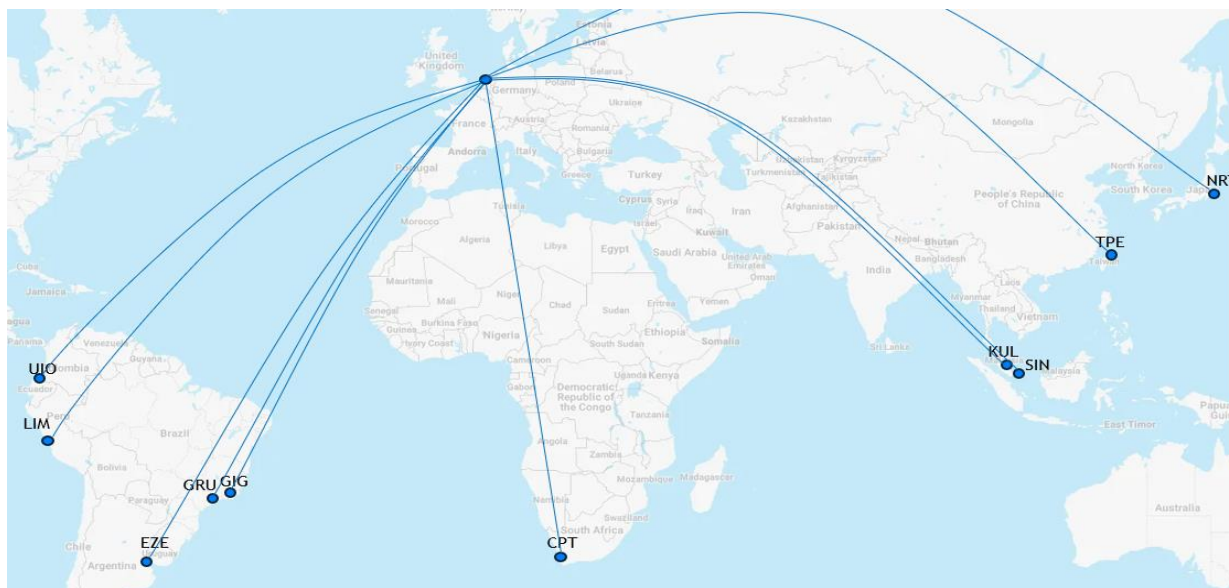 Norway
Estonia
Latvia
United
Kingdom
Belarus
Poland
Germany
Ukraine
Kazakhstan
Mongolia
France
Austria
Romania
Andorra
Italy
Bulgaria
Uzbekistan
Kyrgyzstan
North Korea
NRT
Portugal
Greece
Turkey
Turkmenistan
Tajikistan
People's Republic
of China
South Korea
Japan
Tunisia
Cyprus
Syria
Israel
Iraq
Iran
Afghanistan
Morocco
Kuwait
Pakistan
Nepal
Bhutan
TPE
Taiwan
Algeria
Libya
Egypt
Saudi Arabia
United Arab
Emirates
Bangladesh
Cuba
Oman
India
Myanmar
Laos
Mauritania
Jamaica
Mali
Niger
Chad
Sudan
Eritrea
Yemen
Thailand
Vietnam
Senegal
Guinea
Burkina Faso
Nigeria
Ivory Coast
Panama
Venezuela
Guyana
South Sudan
Ethiopia
Somalia
Sri Lanka
Cameroon
KUL
SIN
Malaysia
UIO
Colombia
Ecuador
Gabon
Uganda
Kenya
Democratic
Republic of
the Congo
Tanzania
Papua
LIM
Peru
Brazil
East Timor
Angola
Bolivia
Zambia
Mozambique
Madagascar
GRU
GIG
Paraguay
Namibia
Australia
Swaziland
South Africa
EZE
Chile
Uruguay
Argentina
CPT